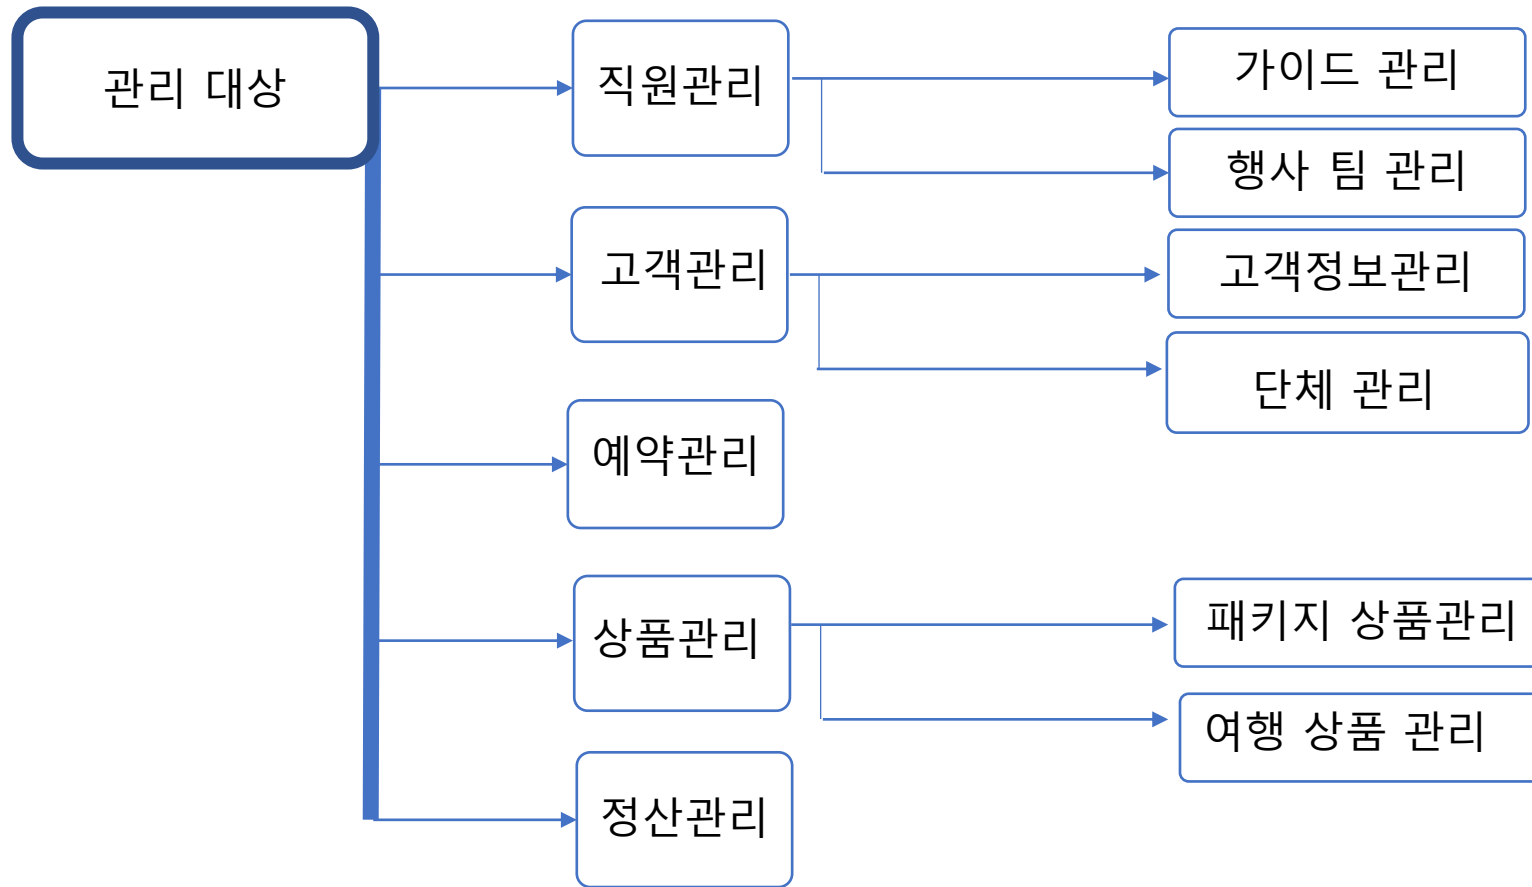 관리 대상
직원관리
가이드 관리
행사 팀 관리
고객관리
고객정보관리
단체 관리
예약관리
상품관리
패키지 상품관리
여행 상품 관리
정산관리